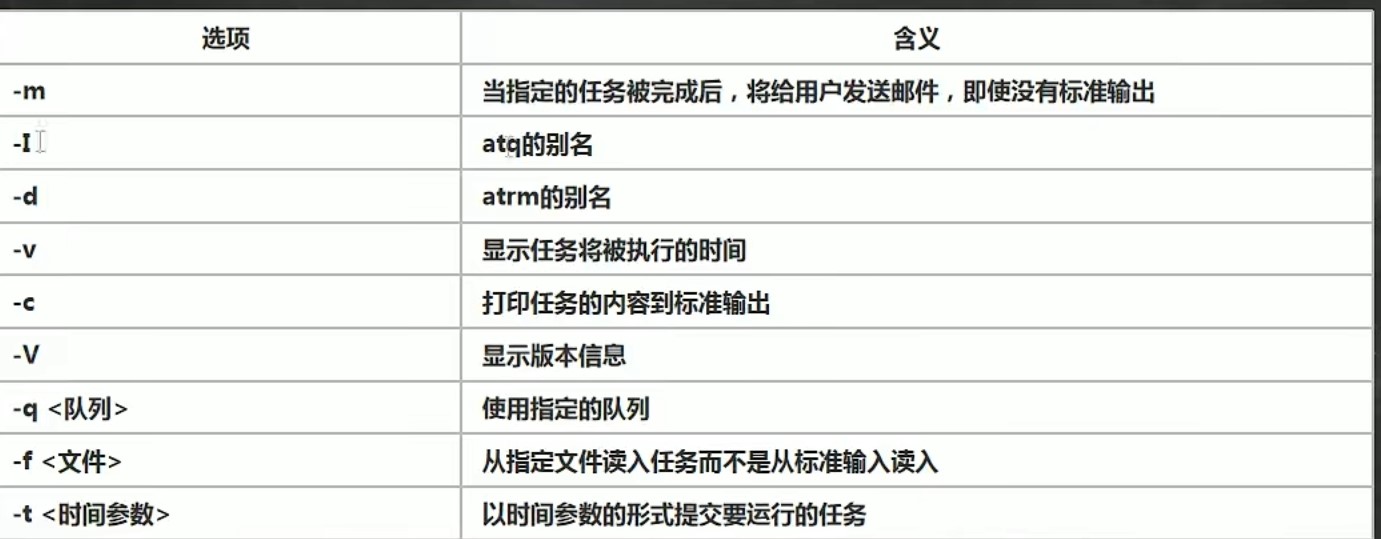 选项 含义
-m 当指定的任务被完成后，将给用户发送邮件，即使没有标准输出
-I atq的别名
-d atrm的别名
-v 显示任务将被执行的时间
-c 打印任务的内容到标准输出
-V 显示版本信息
-q <队列> 使用指定的队列
-f <文件> 从指定文件读入任务而不是从标准输入读入
-t <时间参数> 以时间参数的形式提交要运行的任务